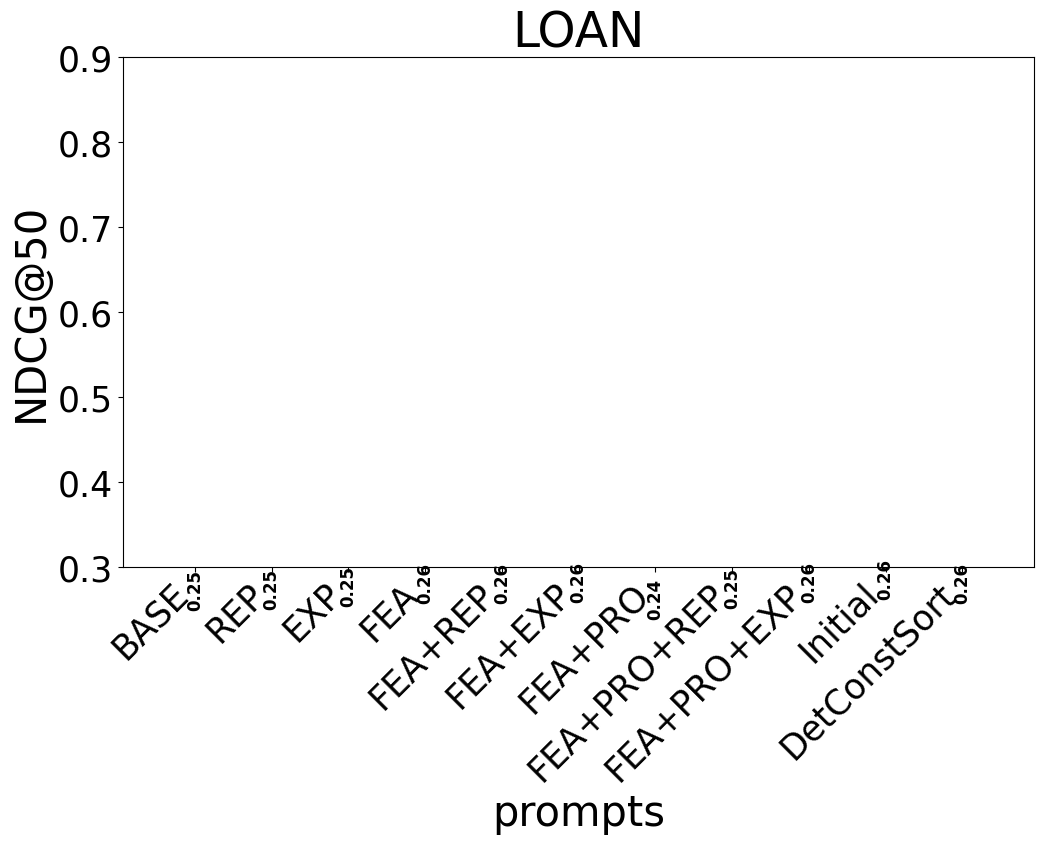 LOAN
NDCG@50
0.9
0.8
0.7
0.6
0.5
0.4
0.3
0.25
0.25
0.25
0.26
0.26
0.26
0.24
0.25
0.26
0.26
0.26
BASE
REP
EXP
FEA
FEA+REP
FEA+EXP
FEA+PRO
FEA+PRO+REP
FEA+PRO+EXP
Initial
DetConstSort
prompts